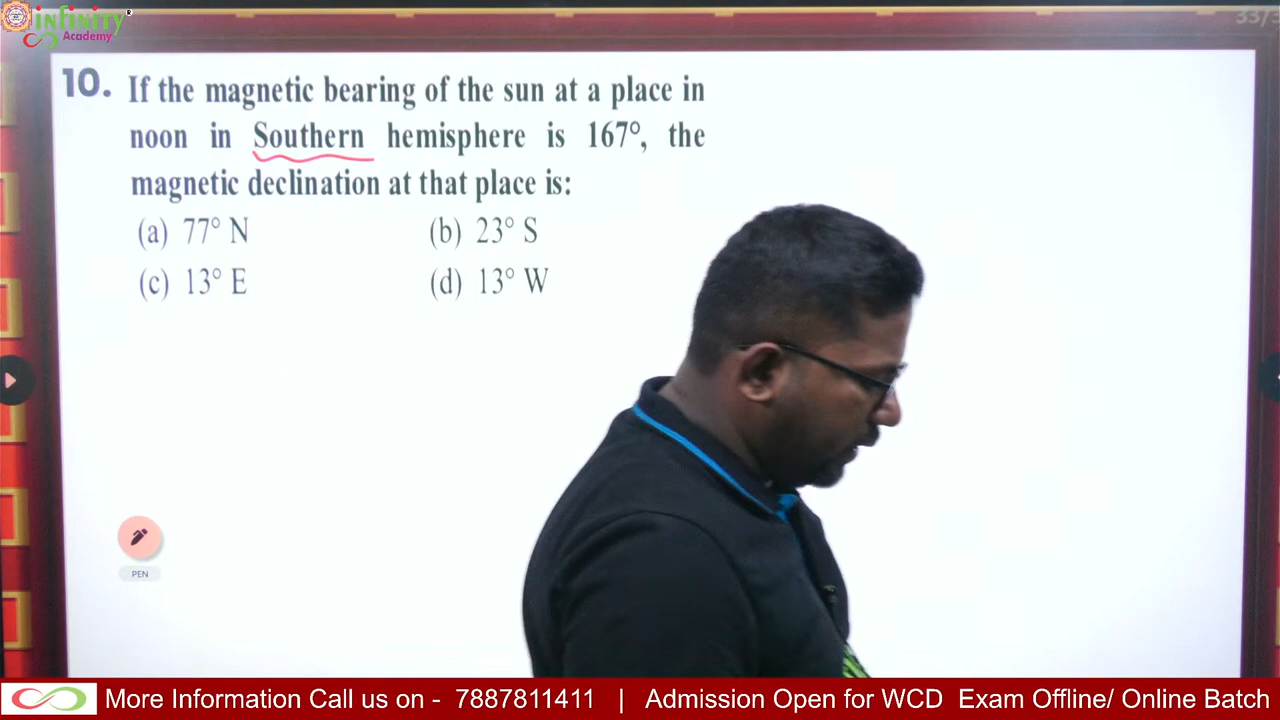 infinity
Academy
33/
10. If the magnetic bearing of the sun at a place in
noon in Southern hemisphere is 167°, the
magnetic declination at that place is:
(a) 77° N (b) 23° S
(c) 13° E (d) 13° W
PEN
More Information Call us on - 7887811411 | Admission Open for WCD Exam Offline/ Online Batch